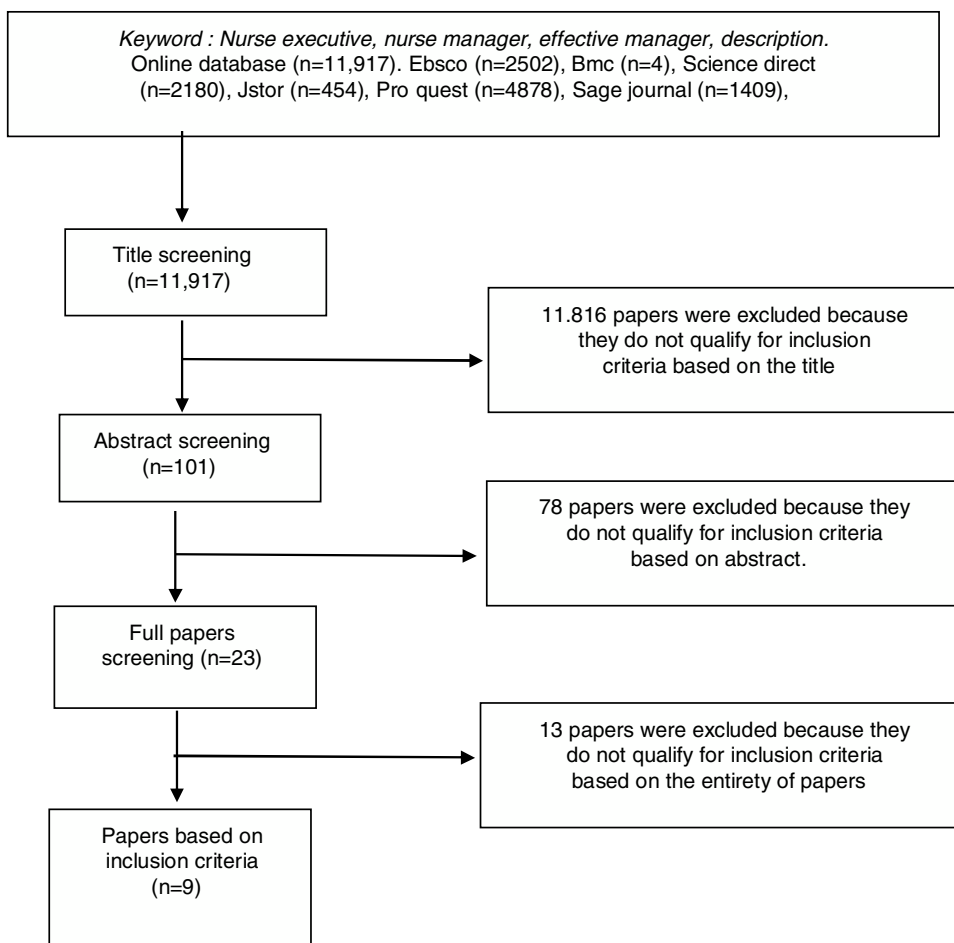 Keyword : Nurse executive, nurse manager, effective manager, description.
Online database (n=11,917). Ebsco (n=2502), Bmc (n=4), Science direct
(n=2180), Jstor (n=454), Pro quest (n=4878), Sage journal (n=1409),
Title screening
(n=11,917)
11.816 papers were excluded because
they do not qualify for inclusion
criteria based on the title
Abstract screening
(n=101)
78 papers were excluded because they
do not qualify for inclusion criteria
based on abstract.
Full papers
screening (n=23)
13 papers were excluded because they
do not qualify for inclusion criteria
based on the entirety of papers
Papers based on
inclusion criteria
(n=9)